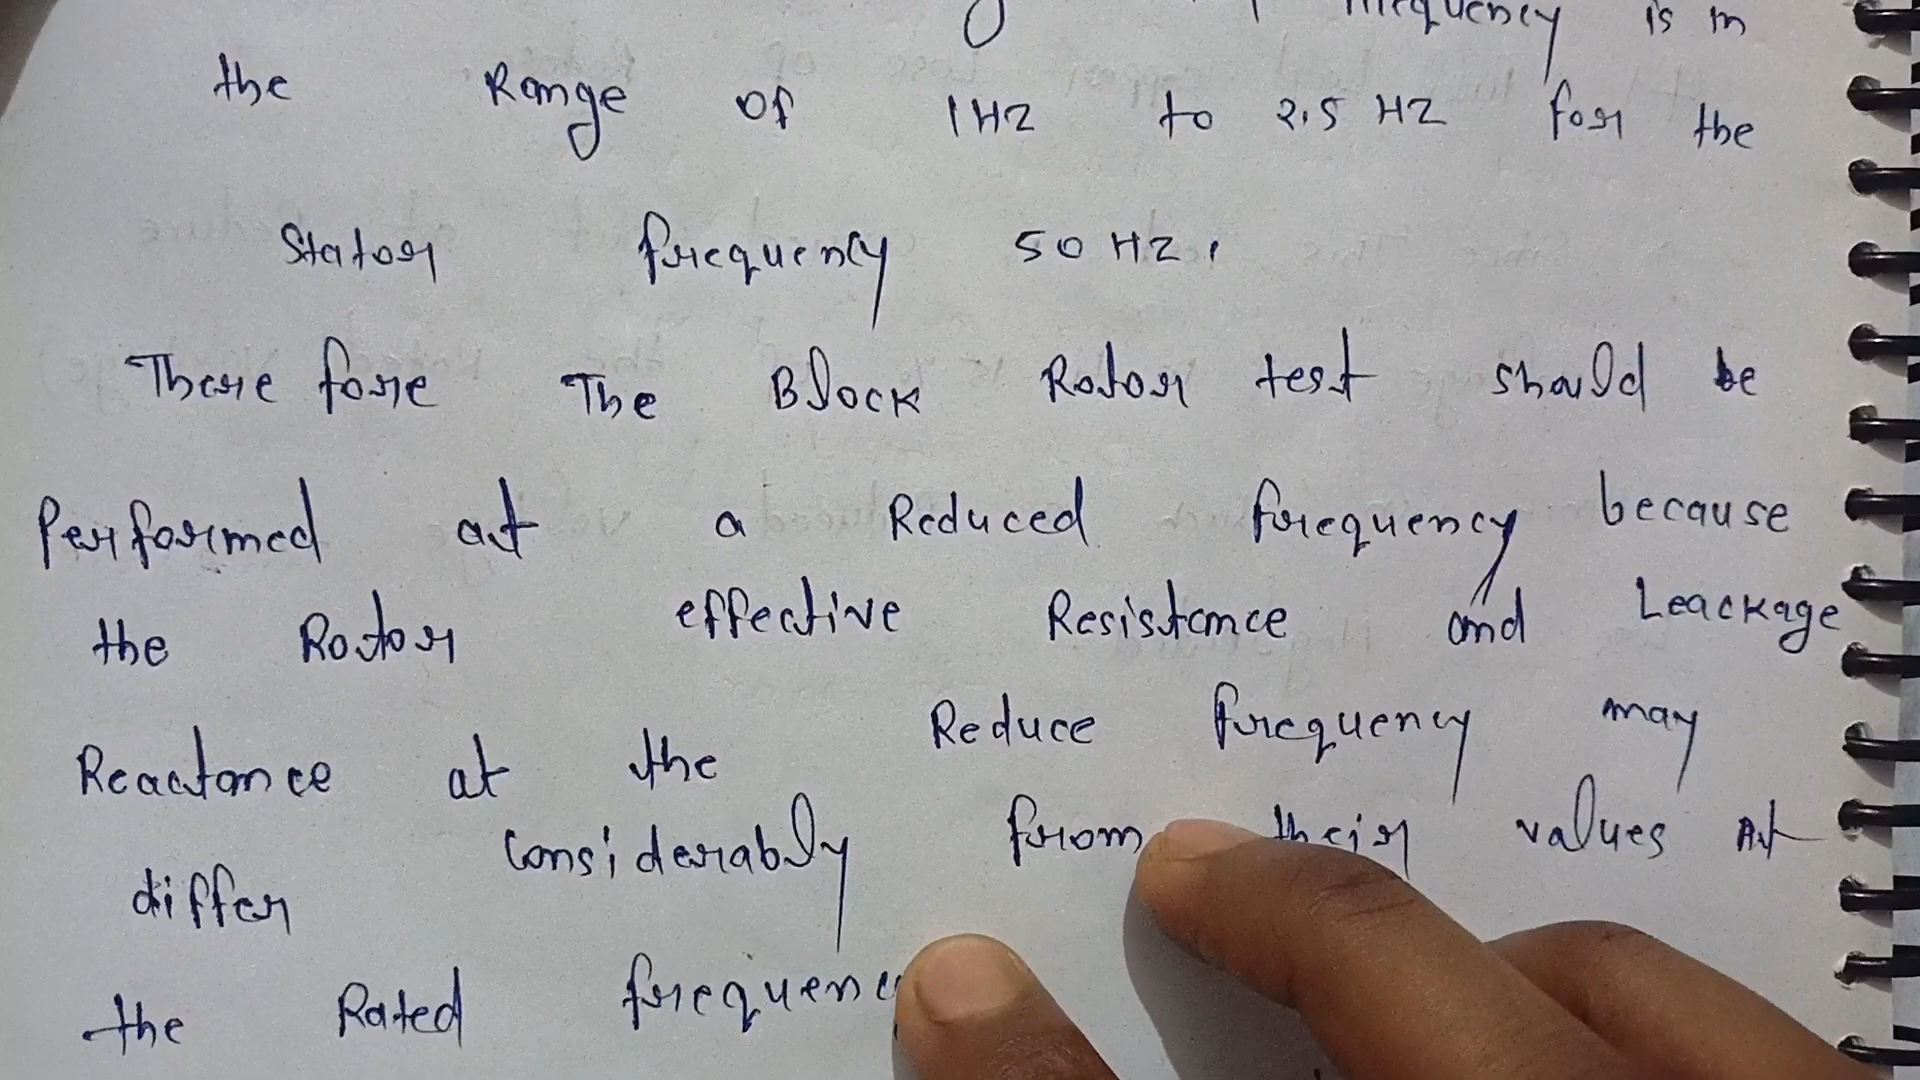 frequency is in
the Range of 1HZ to 2.5 HZ for the
Stator frequency 50 HZ.
There fore The Block Rotor test should be
Performed at a Reduced frequency because
the Rotor effective Resistance and Leackage
Reactance at the Reduce frequency may
differ considerably from their values At
the Rated frequenc